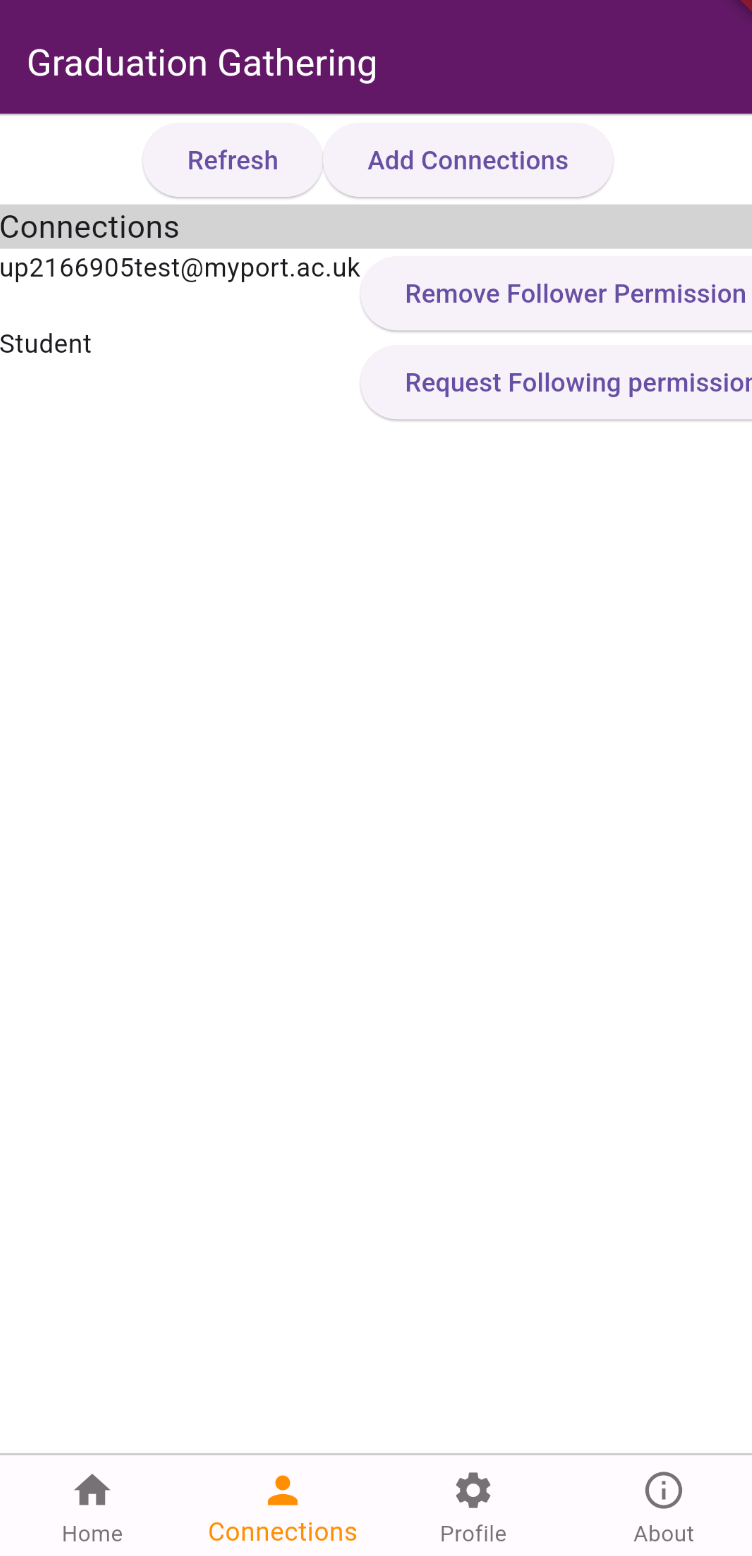 Graduation Gathering
Refresh
Add Connections
Connections
up2166905test@myport.ac.uk
Remove Follower Permission
Student
Request Following permission
Home
Connections
Profile
About